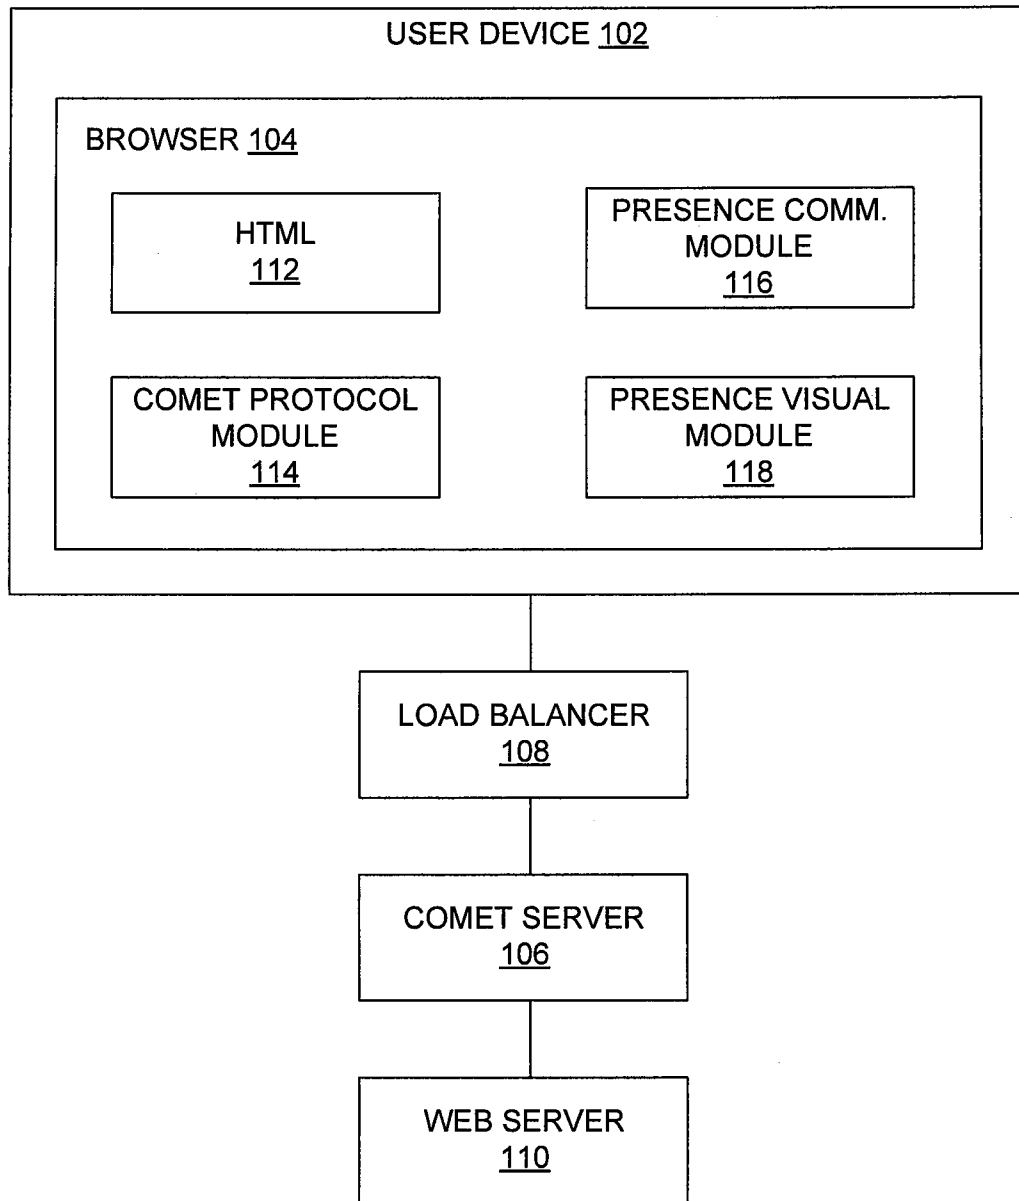 USER DEVICE 102
BROWSER 104
HTML
112
PRESENCE COMM.
MODULE
116
COMET PROTOCOL
MODULE
114
PRESENCE VISUAL
MODULE
118
LOAD BALANCER
108
COMET SERVER
106
WEB SERVER
110